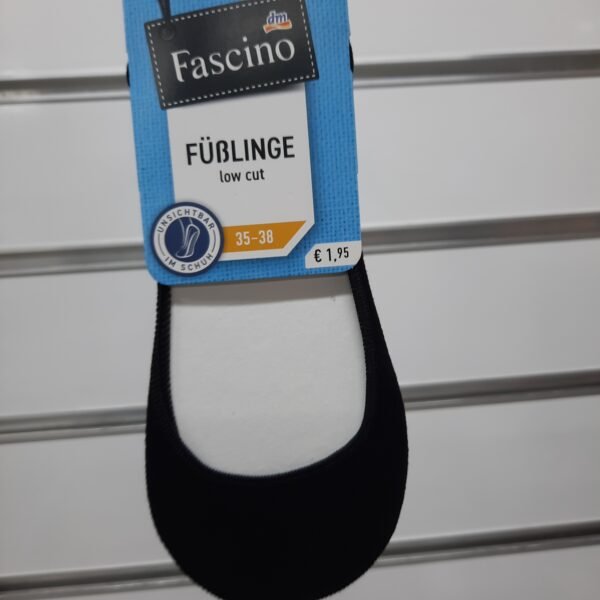 dm
Fascino
FÜßLINGE
low cut
UNSICHTBAR
IM SCHUH
35-38
€ 1,95